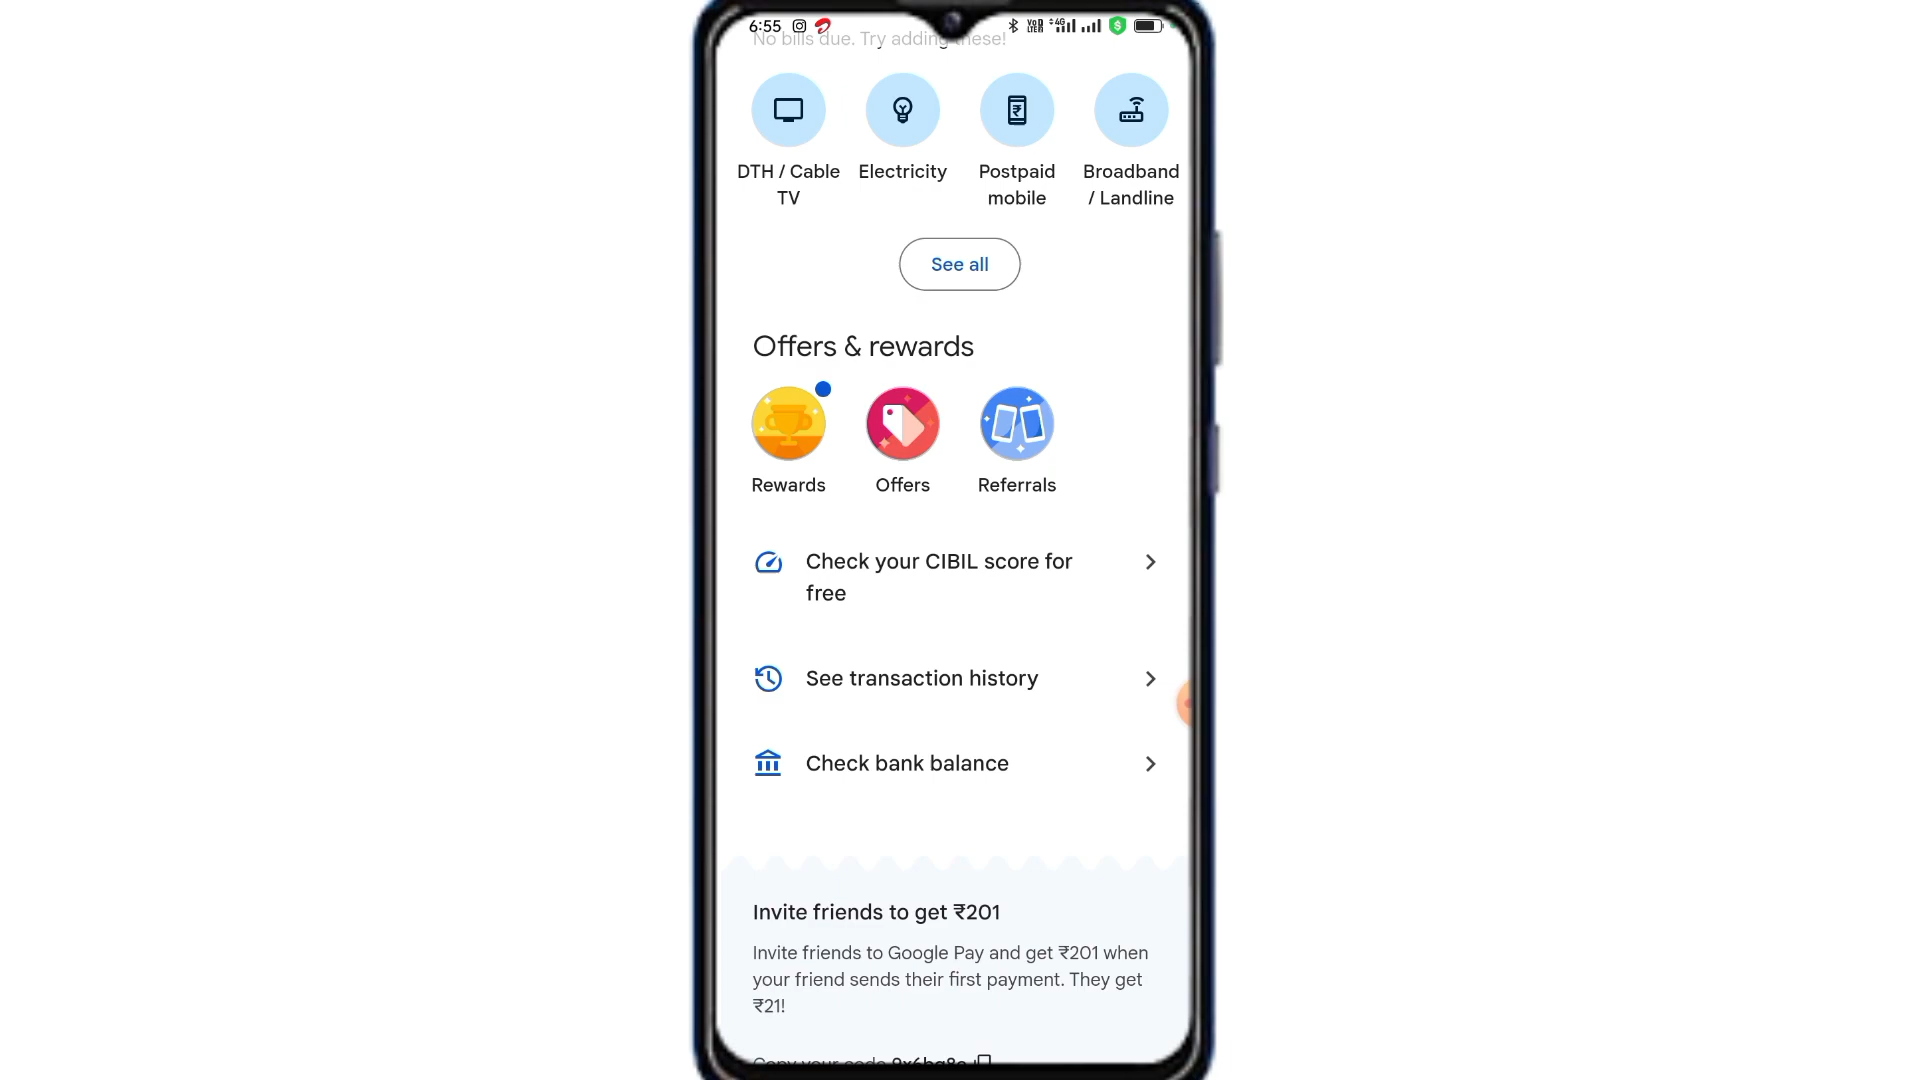 6:55
No bills due. Try adding these!
DTH / Cable TV
Electricity
Postpaid mobile
Broadband / Landline
See all
Offers & rewards
Rewards
Offers
Referrals
Check your CIBIL score for
free
See transaction history
Check bank balance
Invite friends to get ₹201
Invite friends to Google Pay and get ₹201 when
your friend sends their first payment. They get
₹21!
Copy your code